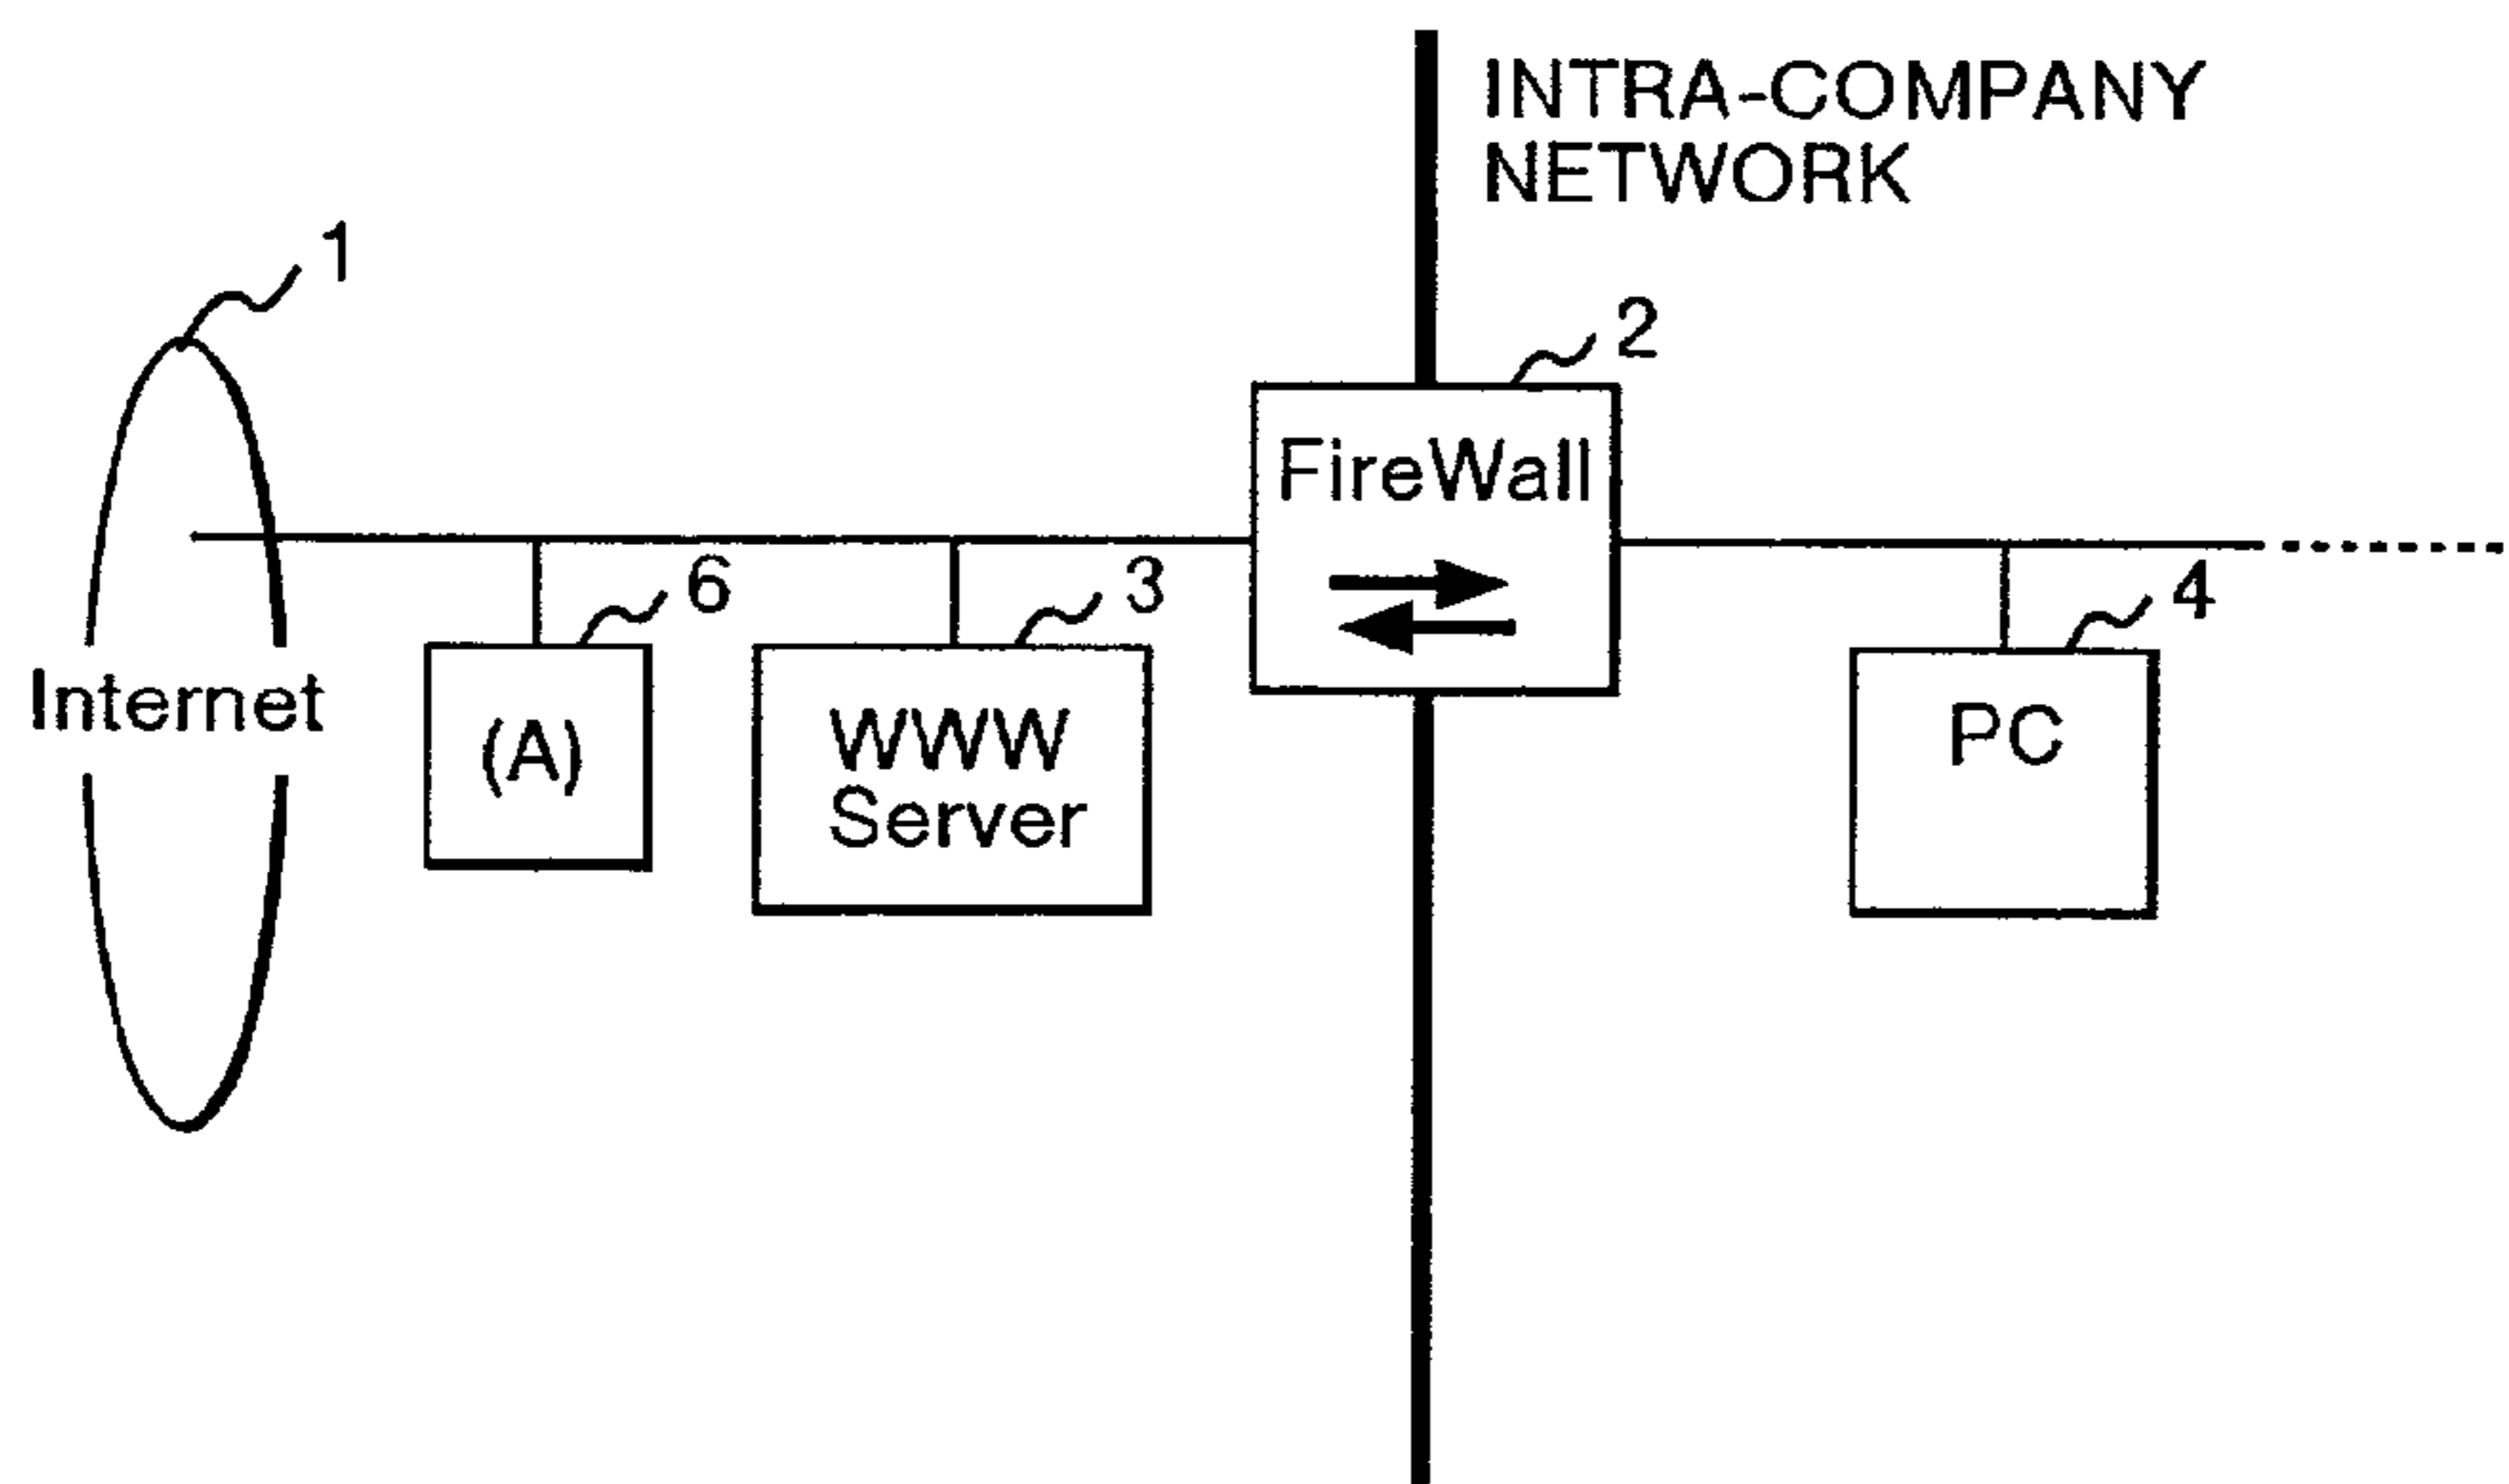 INTRA-COMPANY
NETWORK
1
2
FireWall
6
3
4
Internet
(A)
WWW
Server
PC